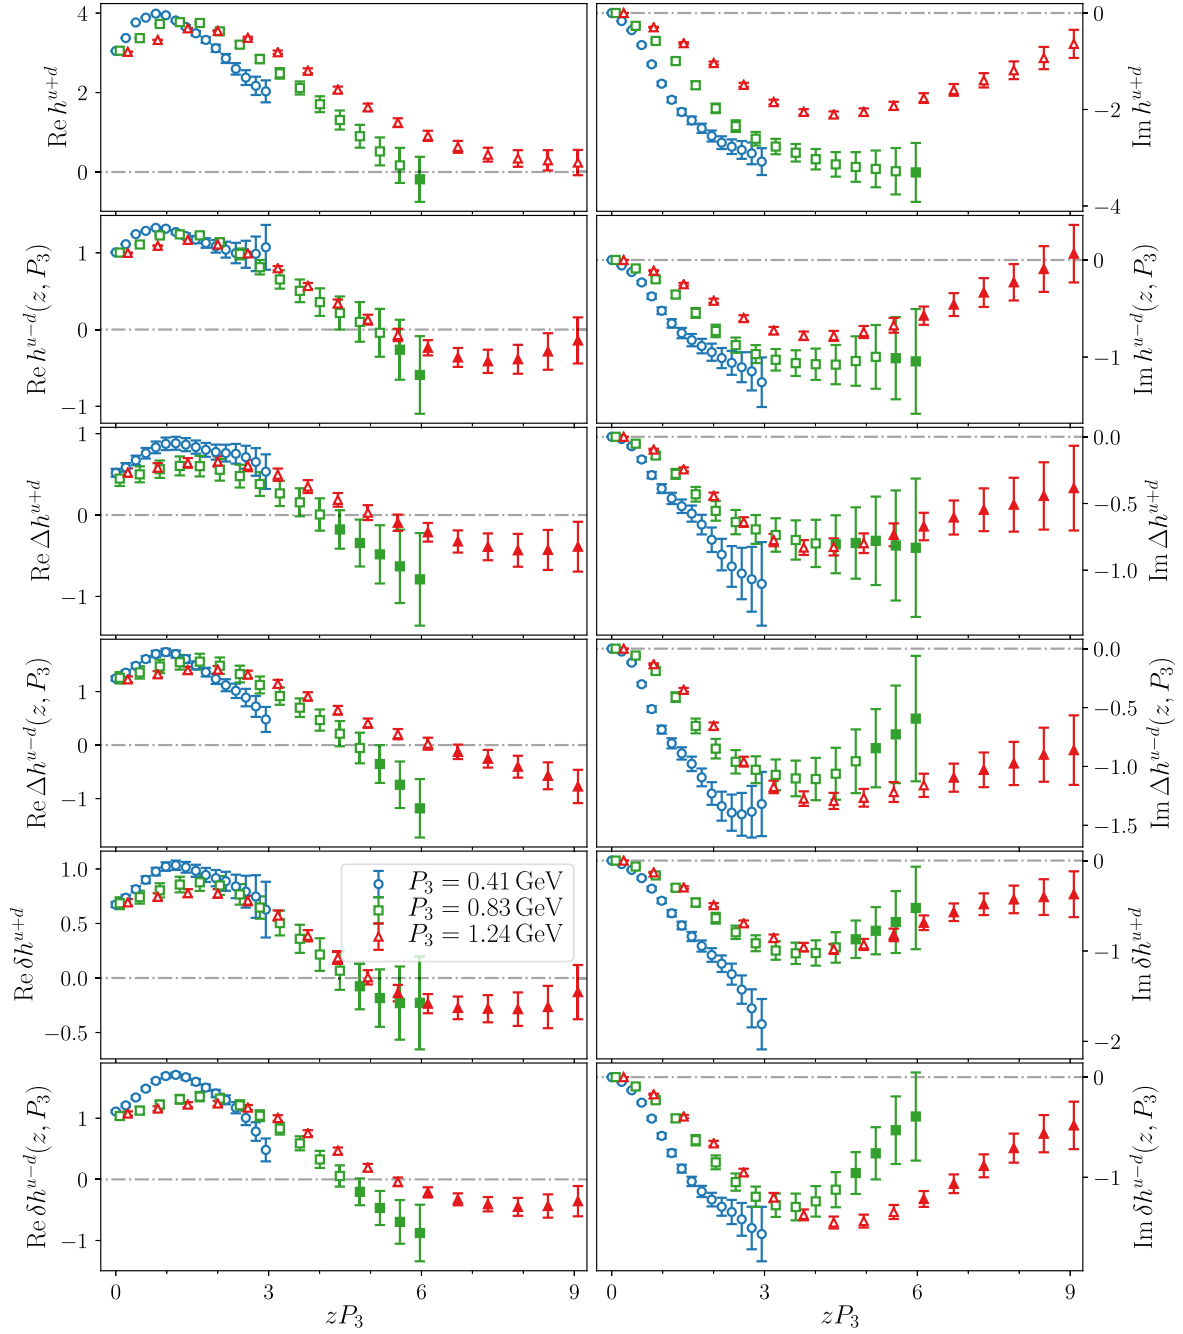 4
2
0
Re h^{u+d}
0
−2
−4
Im h^{u+d}
1
0
−1
Re h^{u−d}(z, P_3)
0
−1
Im h^{u−d}(z, P_3)
1
0
−1
Re Δh^{u+d}
0.0
−0.5
−1.0
Im Δh^{u+d}
1
0
−1
Re Δh^{u−d}(z, P_3)
0.0
−0.5
−1.0
−1.5
Im Δh^{u−d}(z, P_3)
1.0
0.5
0.0
−0.5
Re δh^{u+d}
P_3 = 0.41 GeV
P_3 = 0.83 GeV
P_3 = 1.24 GeV
0
−1
−2
Im δh^{u+d}
1
0
−1
Re δh^{u−d}(z, P_3)
0
−1
Im δh^{u−d}(z, P_3)
0 3 6 9
zP_3
0 3 6 9
zP_3